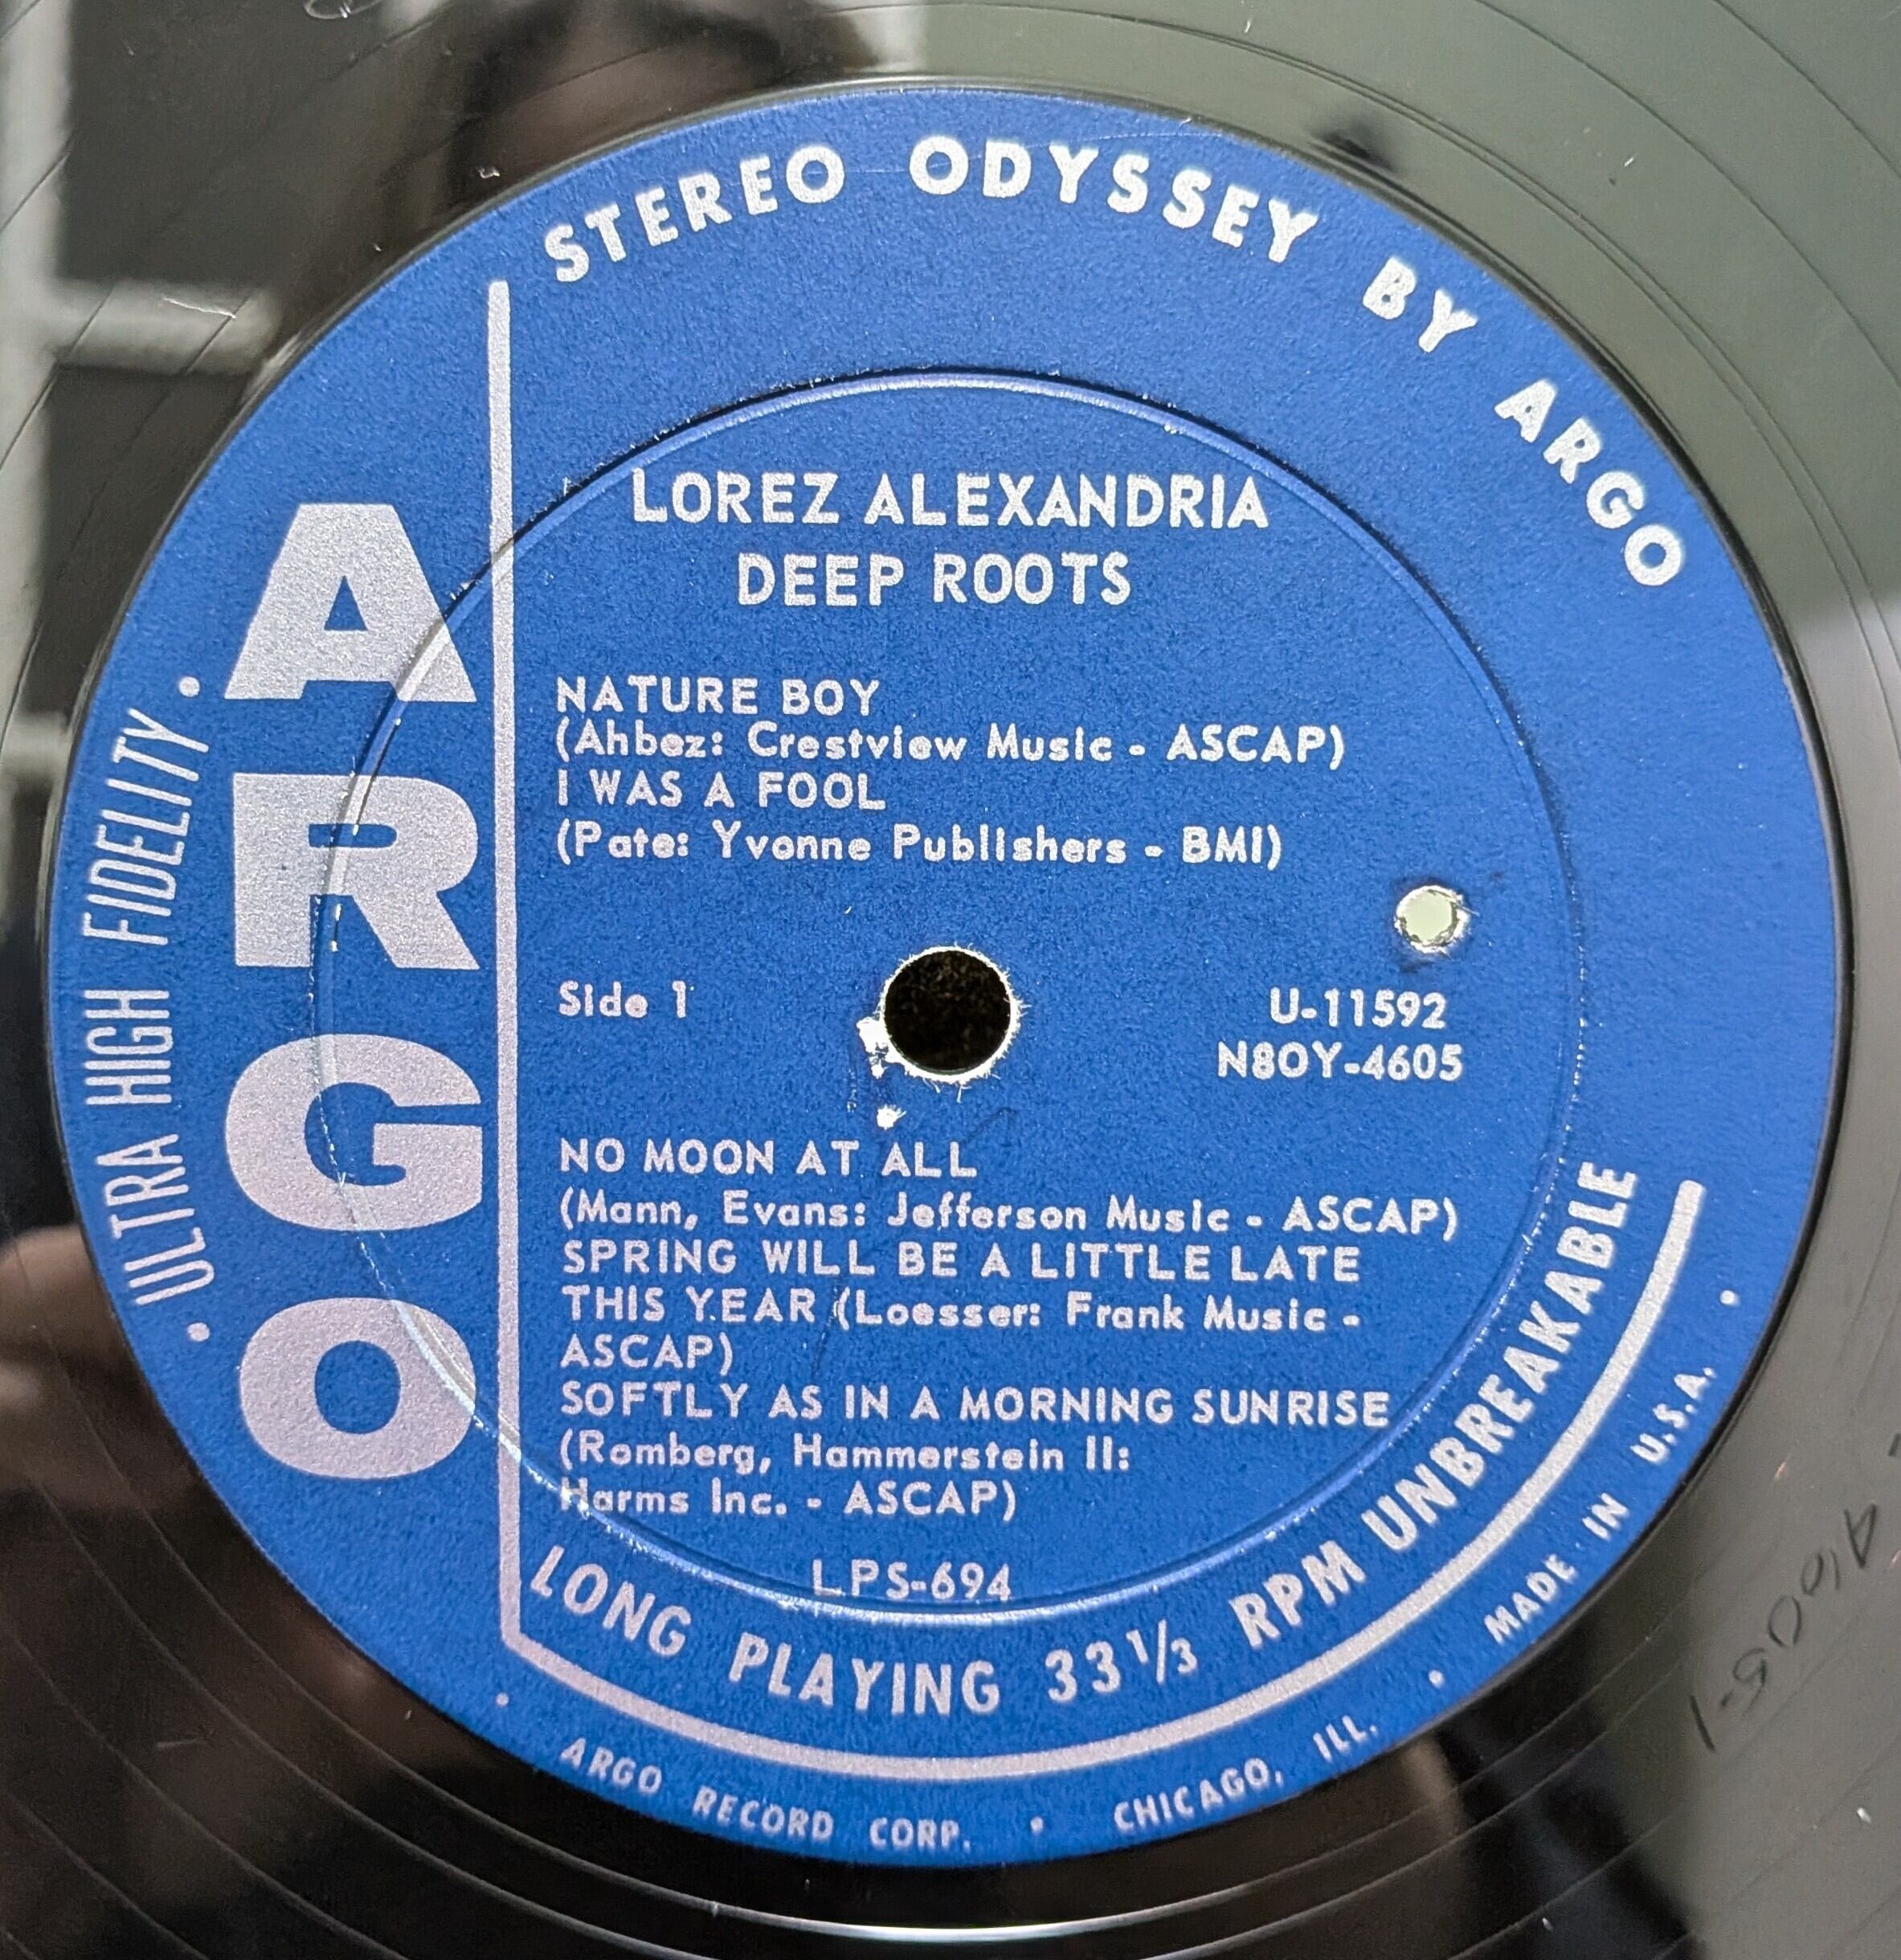 STEREO ODYSSEY BY ARGO
ARGO
• ULTRA HIGH FIDELITY •
LOREZ ALEXANDRIA
DEEP ROOTS
NATURE BOY
(Ahbez: Crestview Music - ASCAP)
I WAS A FOOL
(Pate: Yvonne Publishers - BMI)
Side 1
U-11592
N8OY-4605
NO MOON AT ALL
(Mann, Evans: Jefferson Music - ASCAP)
SPRING WILL BE A LITTLE LATE
THIS YEAR (Loesser: Frank Music -
ASCAP)
SOFTLY AS IN A MORNING SUNRISE
(Romberg, Hammerstein II:
Harms Inc. - ASCAP)
LPS-694
LONG PLAYING 33 1/3 RPM UNBREAKABLE
• ARGO RECORD CORP. • CHICAGO, ILL. • MADE IN U.S.A. •
4605-1